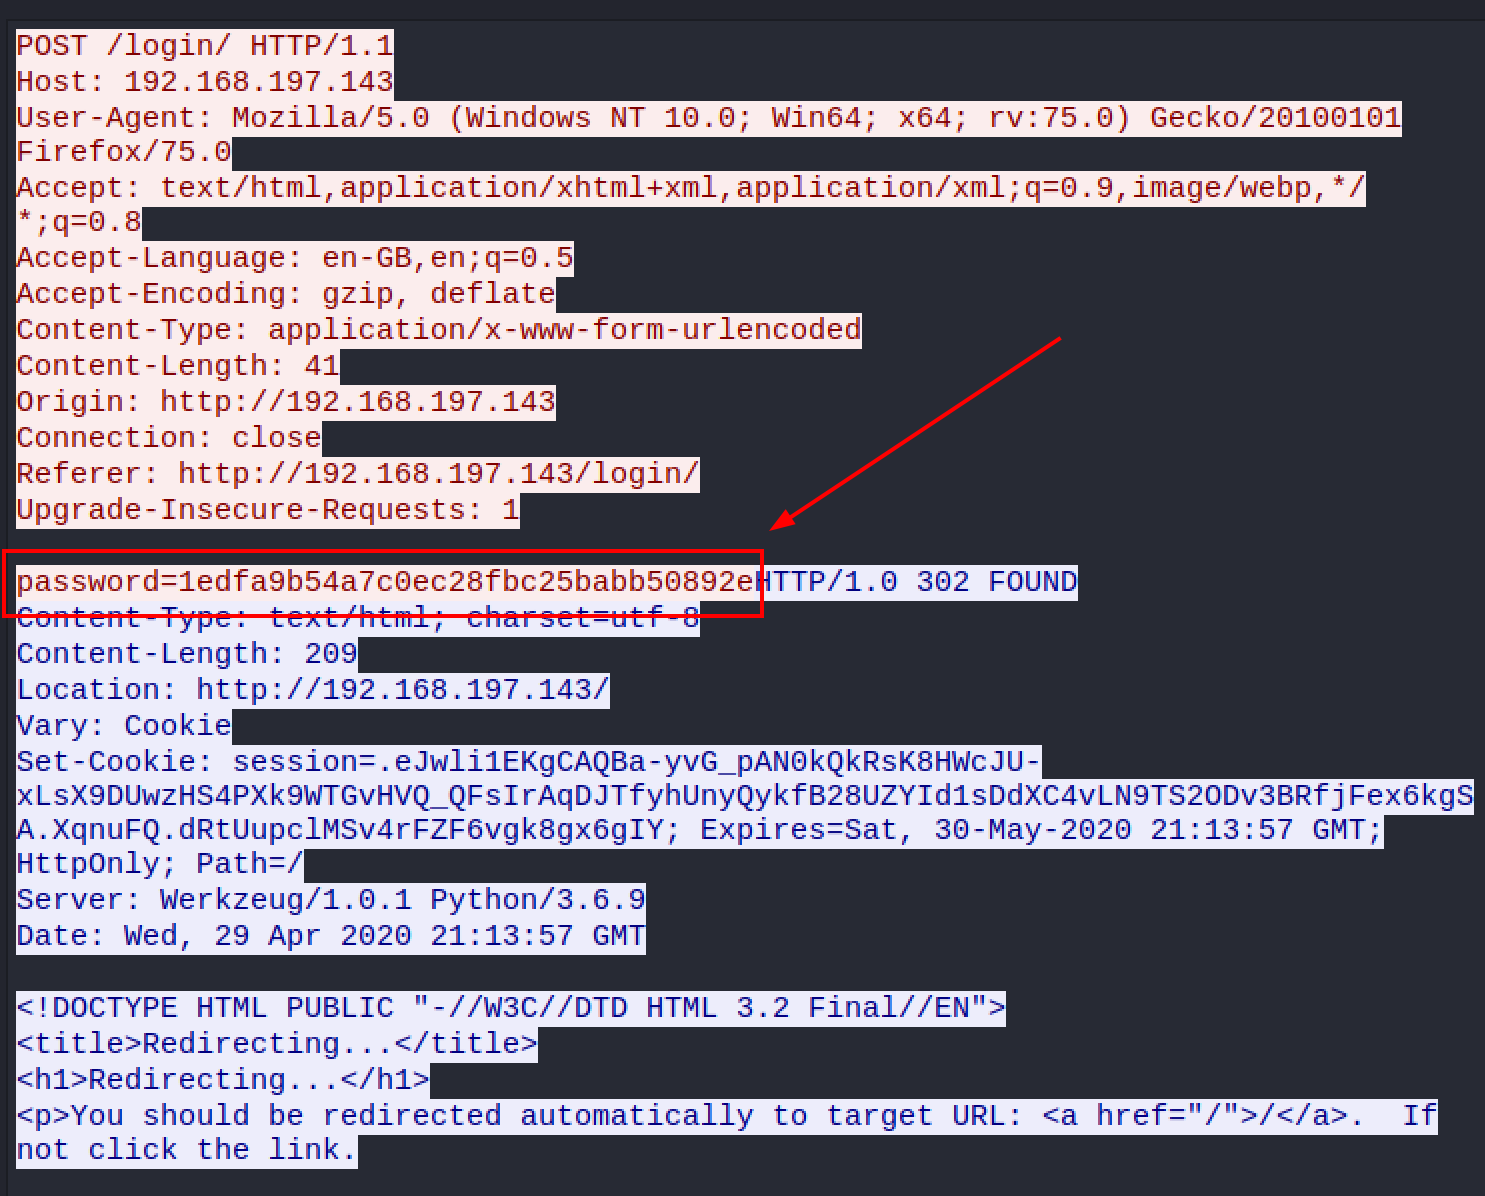 POST /login/ HTTP/1.1
Host: 192.168.197.143
User-Agent: Mozilla/5.0 (Windows NT 10.0; Win64; x64; rv:75.0) Gecko/20100101
Firefox/75.0
Accept: text/html,application/xhtml+xml,application/xml;q=0.9,image/webp,*/
*;q=0.8
Accept-Language: en-GB,en;q=0.5
Accept-Encoding: gzip, deflate
Content-Type: application/x-www-form-urlencoded
Content-Length: 41
Origin: http://192.168.197.143
Connection: close
Referer: http://192.168.197.143/login/
Upgrade-Insecure-Requests: 1
password=1edfa9b54a7c0ec28fbc25babb50892eHTTP/1.0 302 FOUND
Content-Type: text/html; charset=utf-8
Content-Length: 209
Location: http://192.168.197.143/
Vary: Cookie
Set-Cookie: session=.eJwli1EKgCAQBa-yvG_pAN0kQkRsK8HWcJU-
xLsX9DUwzHS4PXk9WTGvHVQ_QFsIrAqDJTfyhUnyQykfB28UZYId1sDdXC4vLN9TS2ODv3BRfjFex6kgS
A.XqnuFQ.dRtUupclMSv4rFZF6vgk8gx6gIY; Expires=Sat, 30-May-2020 21:13:57 GMT;
HttpOnly; Path=/
Server: Werkzeug/1.0.1 Python/3.6.9
Date: Wed, 29 Apr 2020 21:13:57 GMT
<!DOCTYPE HTML PUBLIC "-//W3C//DTD HTML 3.2 Final//EN">
<title>Redirecting...</title>
<h1>Redirecting...</h1>
<p>You should be redirected automatically to target URL: <a href="/">/</a>.  If
not click the link.